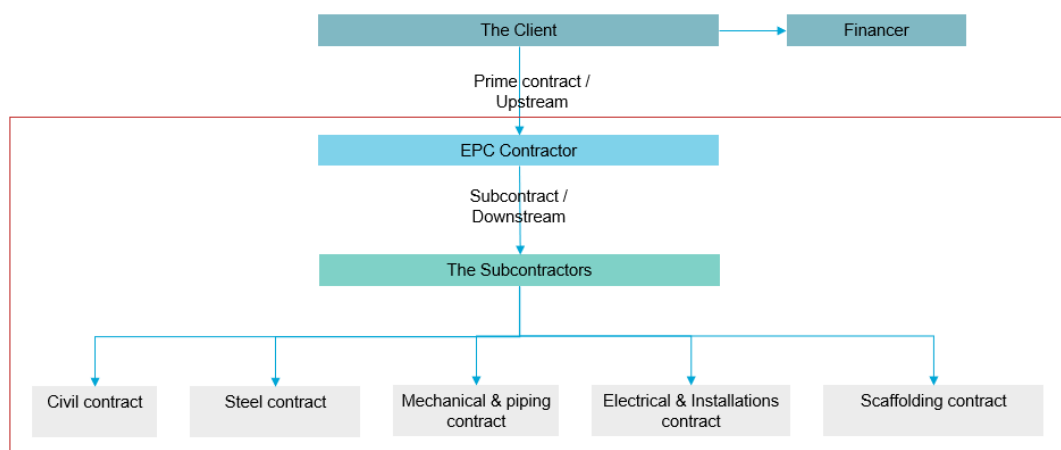 The Client
Financer
Prime contract /
Upstream
EPC Contractor
Subcontract /
Downstream
The Subcontractors
Civil contract
Steel contract
Mechanical & piping
contract
Electrical & Installations
contract
Scaffolding contract